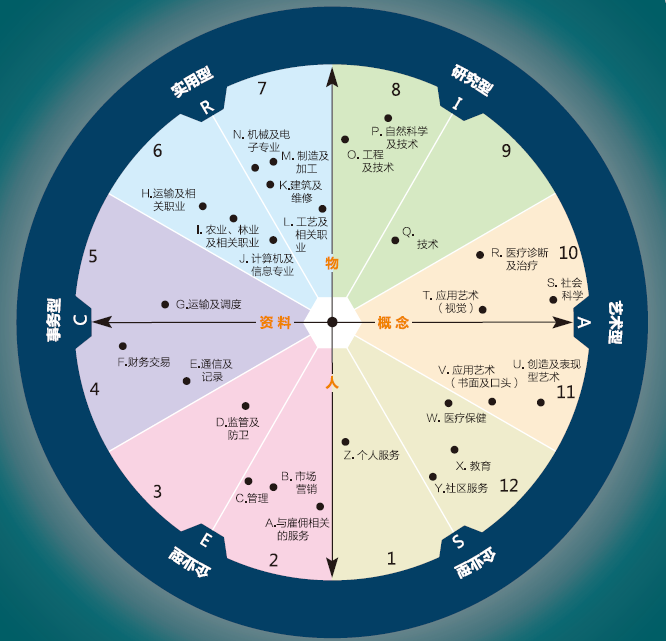 实用型
R
研究型
I
7
8
6
9
N. 机械及电
子专业
M. 制造及
加工
K.建筑及
维修
L. 工艺及
相关职
业
H.运输及相
关职业
I. 农业、林业
及相关职业
J. 计算机及
信息专业
P. 自然科学
及技术
O. 工程
及技术
Q.
技术
物
5
10
R. 医疗诊断
及治疗
S. 社会
科学
T. 应用艺术
（视觉）
G.运输及调度
事务型
C
资料
概念
A
艺术型
F.财务交易
E.通信及
记录
4
人
V. 应用艺术
（书面及口头）
U. 创造及表现
型艺术
11
W. 医疗保健
D.监管及
防卫
Z. 个人服务
X. 教育
Y.社区服务
12
3
C.管理
B. 市场
营销
A.与雇佣相关
的服务
2
1
E
企业型
S
企业型